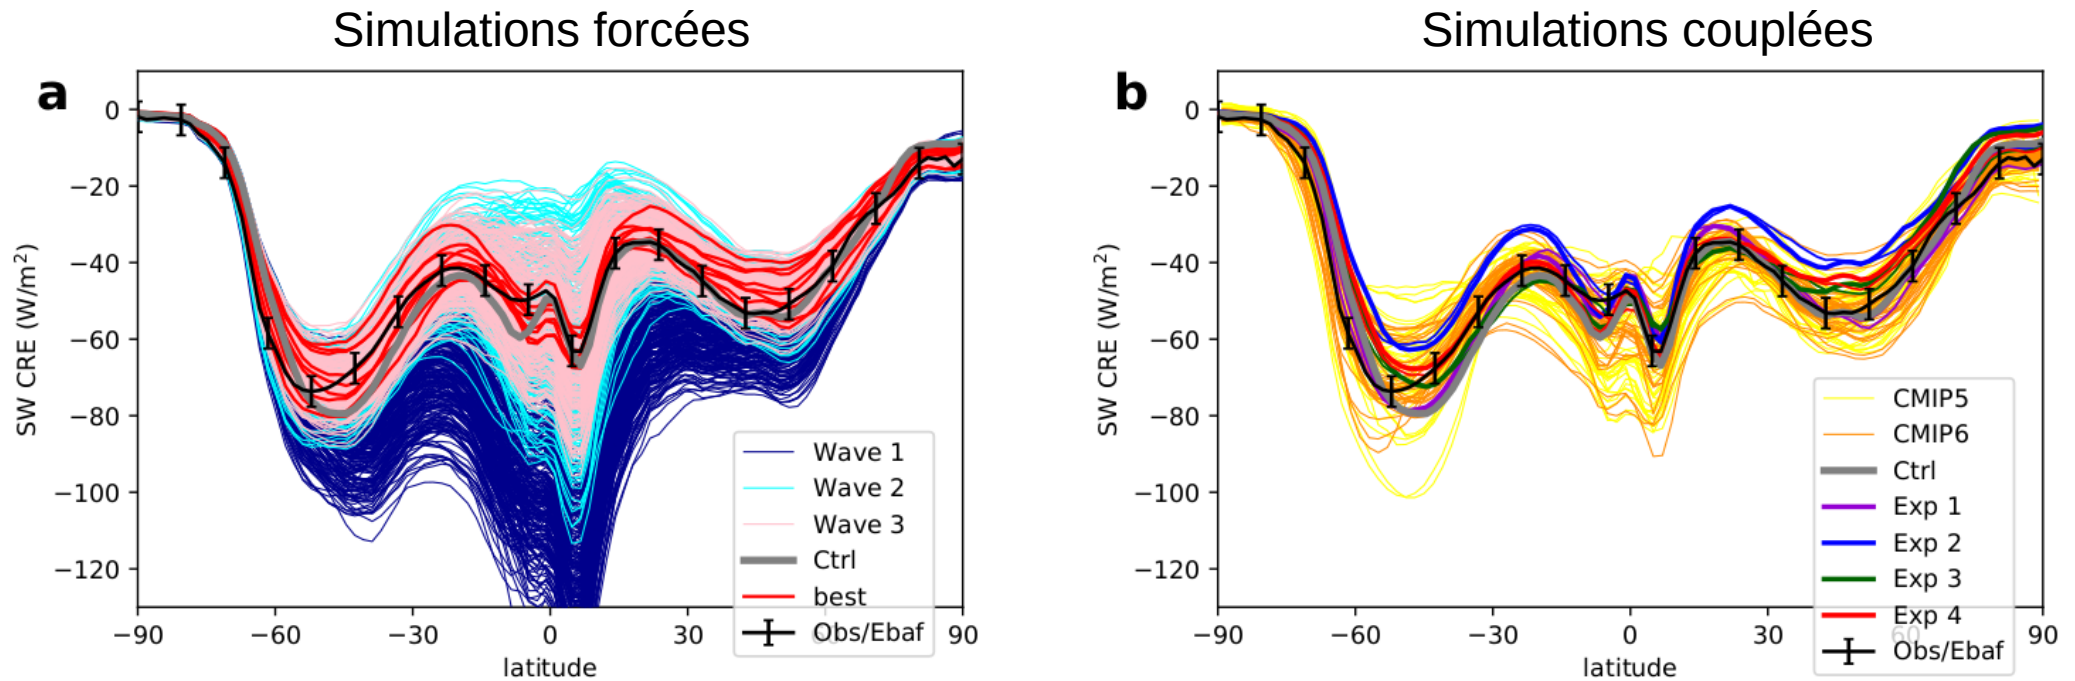 Simulations forcées
Simulations couplées
a
0
−20
−40
−60
−80
−100
−120
SW CRE (W/m²)
Wave 1
Wave 2
Wave 3
Ctrl
best
Obs/Ebaf
−90
−60
−30
0
30
60
90
latitude
b
0
−20
−40
−60
−80
−100
−120
SW CRE (W/m²)
CMIP5
CMIP6
Ctrl
Exp 1
Exp 2
Exp 3
Exp 4
Obs/Ebaf
−90
−60
−30
0
30
60
90
latitude